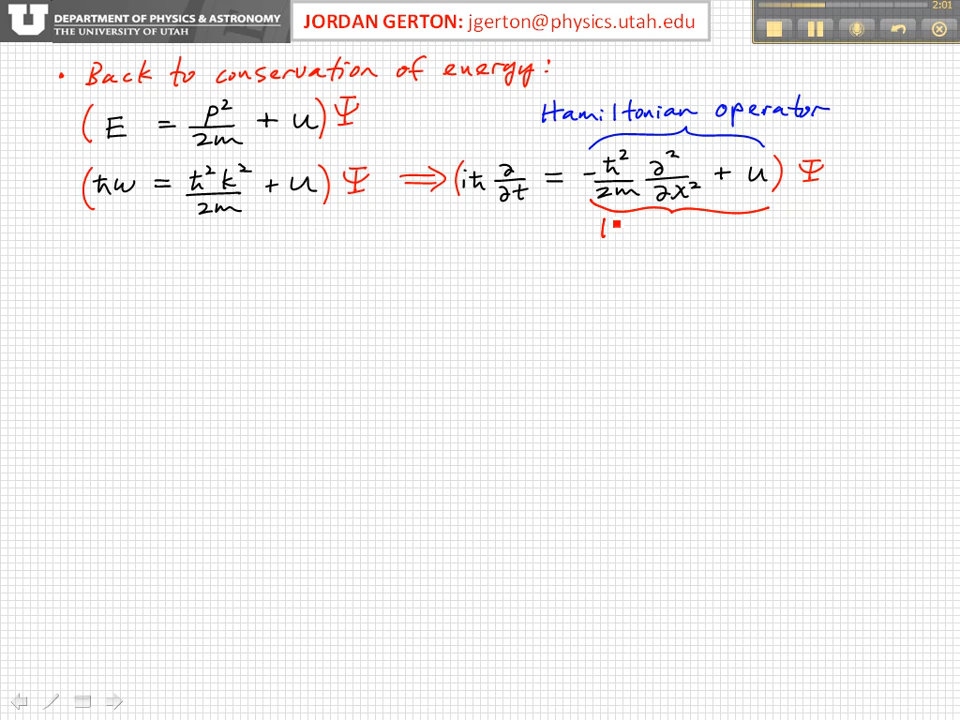 U DEPARTMENT OF PHYSICS & ASTRONOMY
THE UNIVERSITY OF UTAH
JORDAN GERTON: jgerton@physics.utah.edu
2:01
• Back to conservation of energy:
(E = p²/2m + u)Ψ
Hamiltonian operator
(ħω = ħ²k²/2m + u)Ψ ⟹ (iħ ∂/∂t = -ħ²/2m ∂²/∂x² + u)Ψ